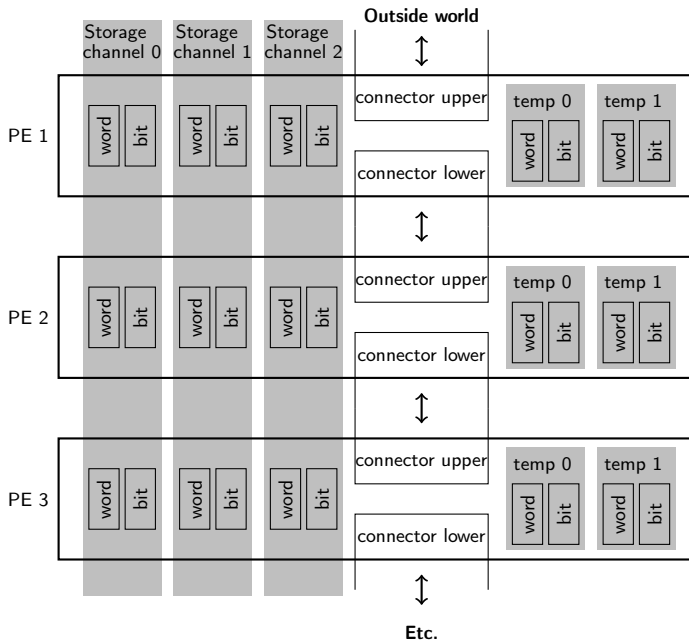 Outside world
Storage channel 0
Storage channel 1
Storage channel 2
PE 1
word bit
word bit
word bit
connector upper
connector lower
temp 0
word bit
temp 1
word bit
PE 2
word bit
word bit
word bit
connector upper
connector lower
temp 0
word bit
temp 1
word bit
PE 3
word bit
word bit
word bit
connector upper
connector lower
temp 0
word bit
temp 1
word bit
Etc.